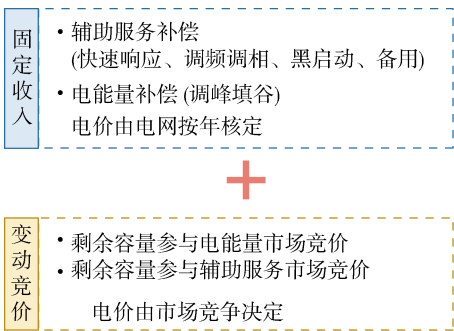 固定收入
・辅助服务补偿
(快速响应、调频调相、黑启动、备用)
・电能量补偿 (调峰填谷)
电价由电网按年核定
+
变动竞价
・剩余容量参与电能量市场竞价
・剩余容量参与辅助服务市场竞价
电价由市场竞争决定